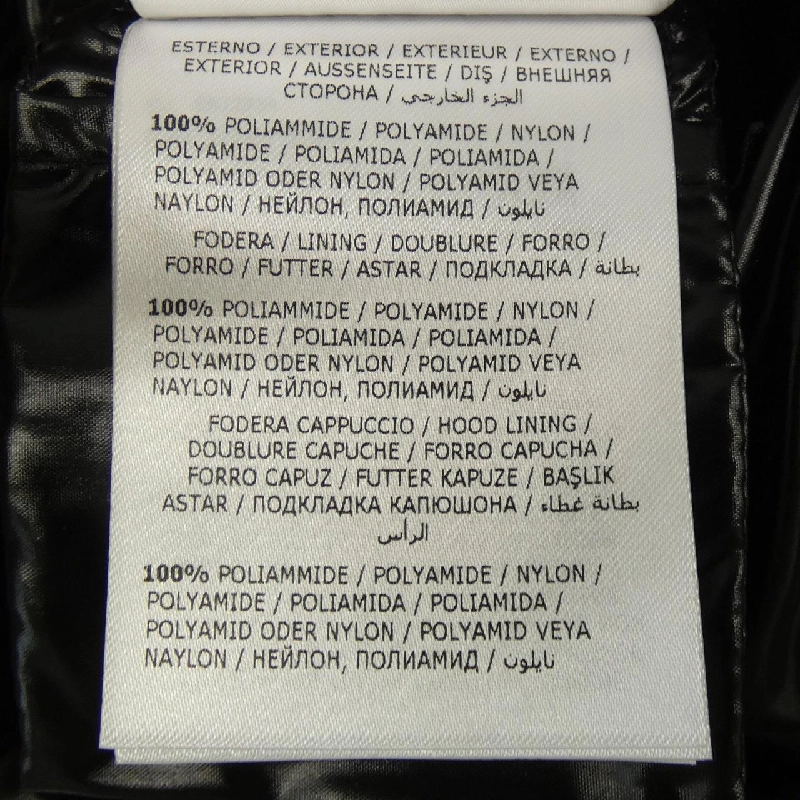 ESTERNO / EXTERIOR / EXTERIEUR / EXTERNO /
EXTERIOR / AUSSENSEITE / DIŞ / ВНЕШНЯЯ
СТОРОНА / الجزء الخارجي
100% POLIAMMIDE / POLYAMIDE / NYLON /
POLYAMIDE / POLIAMIDA / POLIAMIDA /
POLYAMID ODER NYLON / POLYAMID VEYA
NAYLON / НЕЙЛОН, ПОЛИАМИД / نايلون
FODERA / LINING / DOUBLURE / FORRO /
FORRO / FUTTER / ASTAR / ПОДКЛАДКА / بطانة
100% POLIAMMIDE / POLYAMIDE / NYLON /
POLYAMIDE / POLIAMIDA / POLIAMIDA /
POLYAMID ODER NYLON / POLYAMID VEYA
NAYLON / НЕЙЛОН, ПОЛИАМИД / نايلون
FODERA CAPPUCCIO / HOOD LINING /
DOUBLURE CAPUCHE / FORRO CAPUCHA /
FORRO CAPUZ / FUTTER KAPUZE / BAŞLIK
ASTAR / ПОДКЛАДКА КАПЮШОНА / بطانة غطاء
الرأس
100% POLIAMMIDE / POLYAMIDE / NYLON /
POLYAMIDE / POLIAMIDA / POLIAMIDA /
POLYAMID ODER NYLON / POLYAMID VEYA
NAYLON / НЕЙЛОН, ПОЛИАМИД / نايلون